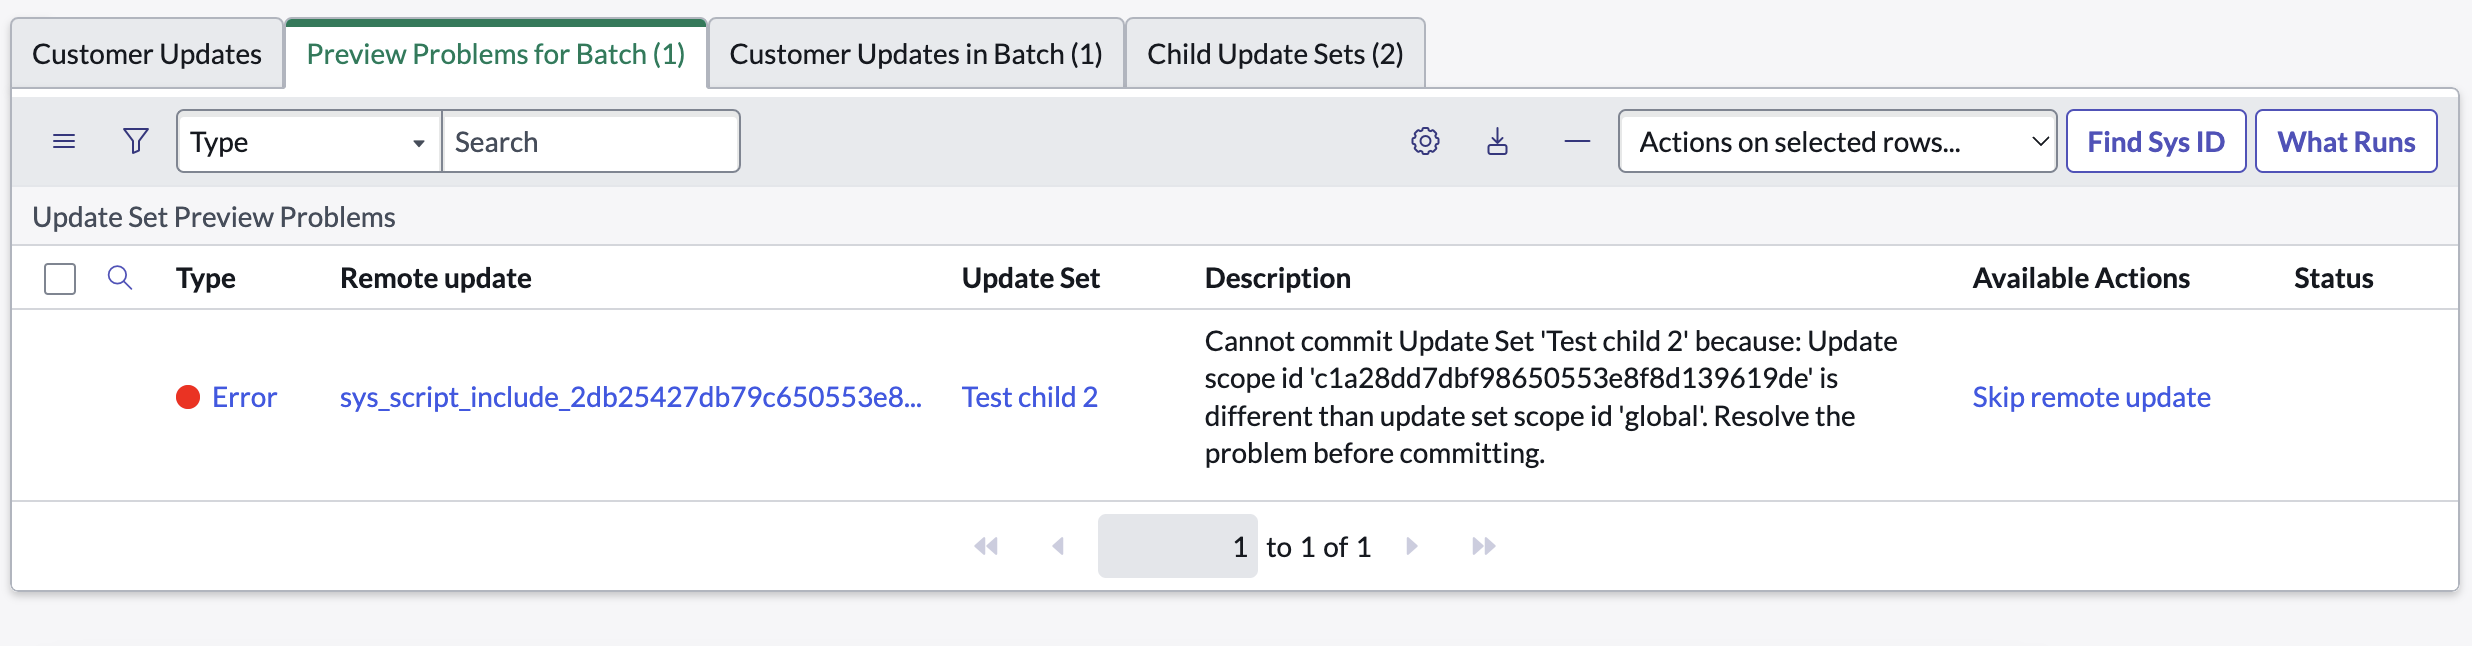 Customer Updates
Preview Problems for Batch (1)
Customer Updates in Batch (1)
Child Update Sets (2)
Type
Search
Actions on selected rows...
Find Sys ID
What Runs
Update Set Preview Problems
Type
Remote update
Update Set
Description
Available Actions
Status
Error
sys_script_include_2db25427db79c650553e8...
Test child 2
Cannot commit Update Set 'Test child 2' because: Update
scope id 'c1a28dd7dbf98650553e8f8d139619de' is
different than update set scope id 'global'. Resolve the
problem before committing.
Skip remote update
1 to 1 of 1